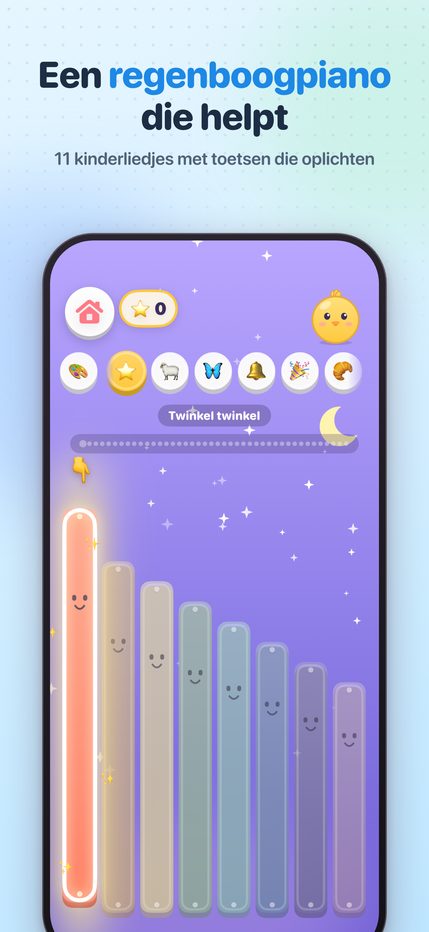 Een regenboogpiano
die helpt
11 kinderliedjes met toetsen die oplichten
0
Twinkel twinkel